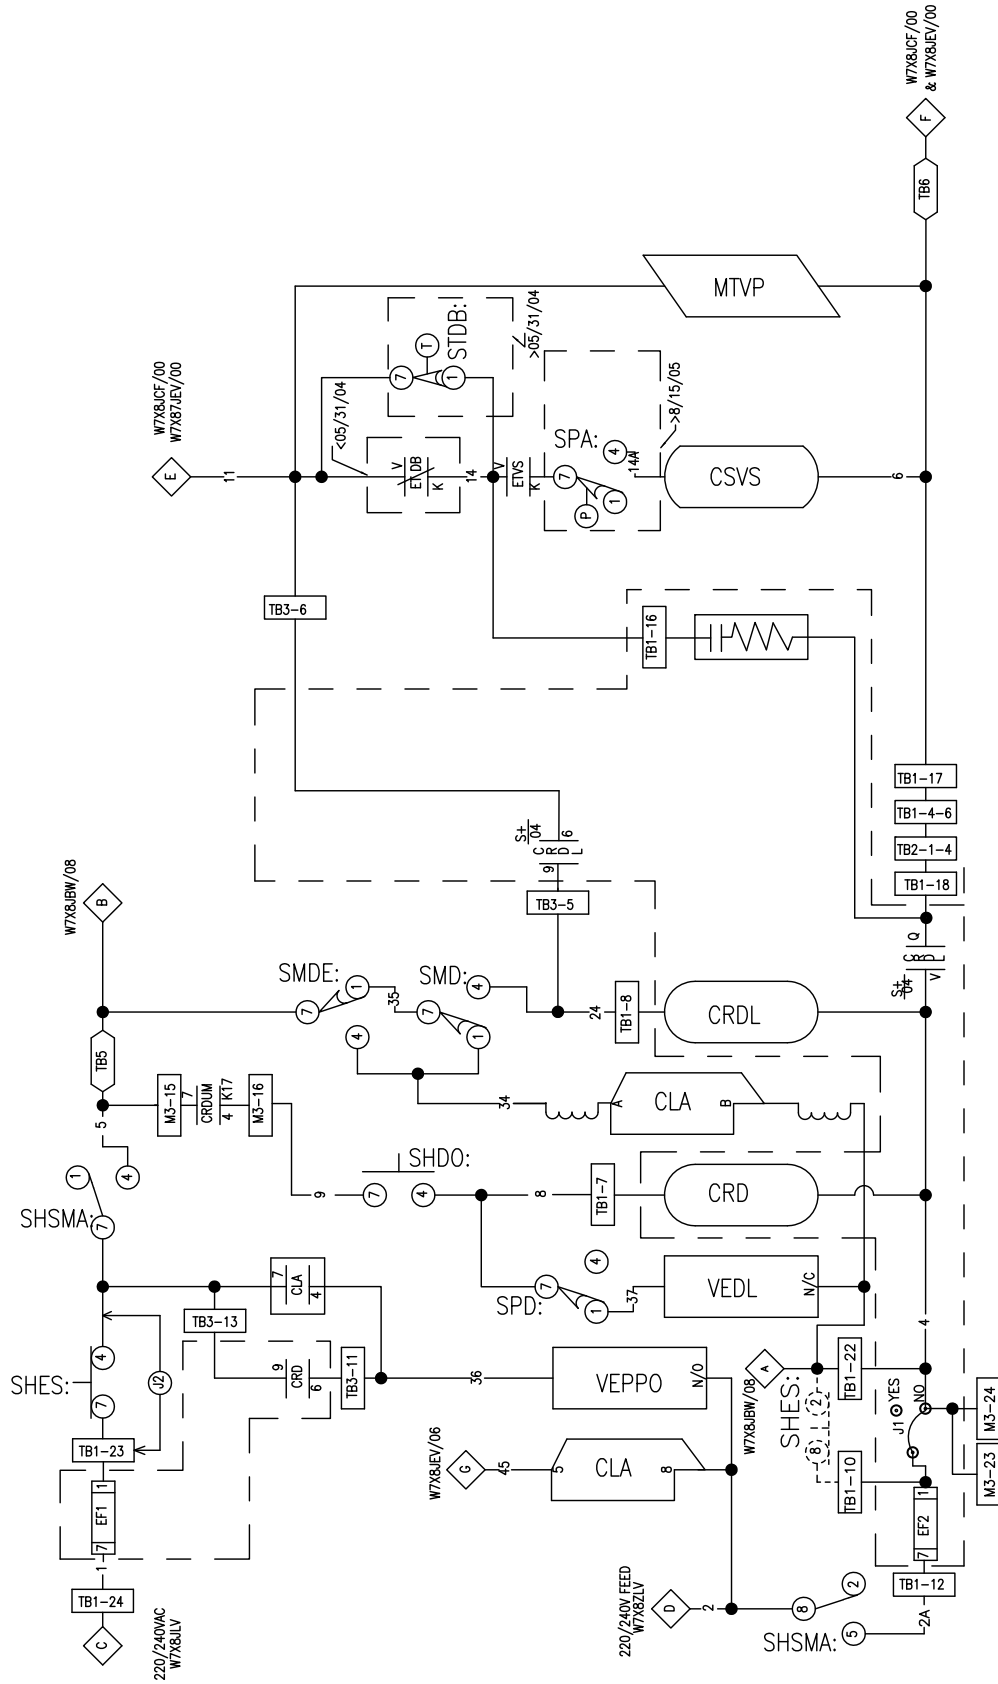 W7X8JCF/00
& W7X8JEV/00
F
TB6
W7X8JCF/00
W7X87JEV/00
E
11
MTVP
STDB:
T
7
1
>05/31/04
<05/31/04
V
ETDB
K
14
V
ETVS
K
SPA:
7
4
14A
P
1
>8/15/05
CSVS
6
TB3-6
TB1-16
TB1-17
TB1-4-6
TB2-1-4
TB1-18
S+
04
CRDL
9
6
TB3-5
Q
CRDL
V
S+
04
W7X8JBW/08
B
TB5
SMDE:
7
1
4
35
SMD:
7
4
1
24
TB1-8
CRDL
M3-15
7
CRDUM
4
K17
M3-16
5
34
A
CLA
B
1
4
SHSMA:
7
9
SHDO:
7
4
8
TB1-7
CRD
7
CLA
4
TB3-13
SPD:
7
4
1
37
VEDL
N/C
SHES:
4
7
J2
9
CRD
6
TB3-11
36
VEPPO
N/O
A
W7X8JBW/08
SHES:
2
8
TB1-22
4
TB1-10
J1
YES
NO
M3-24
M3-23
TB1-23
W7X8JEV/06
G
45
5
CLA
8
7
EF1
1
1
TB1-24
C
220/240VAC
W7X8JLV
220/240V FEED
W7X8ZLV
D
2
SHSMA:
8
2
5
2A
TB1-12
7
EF2
1